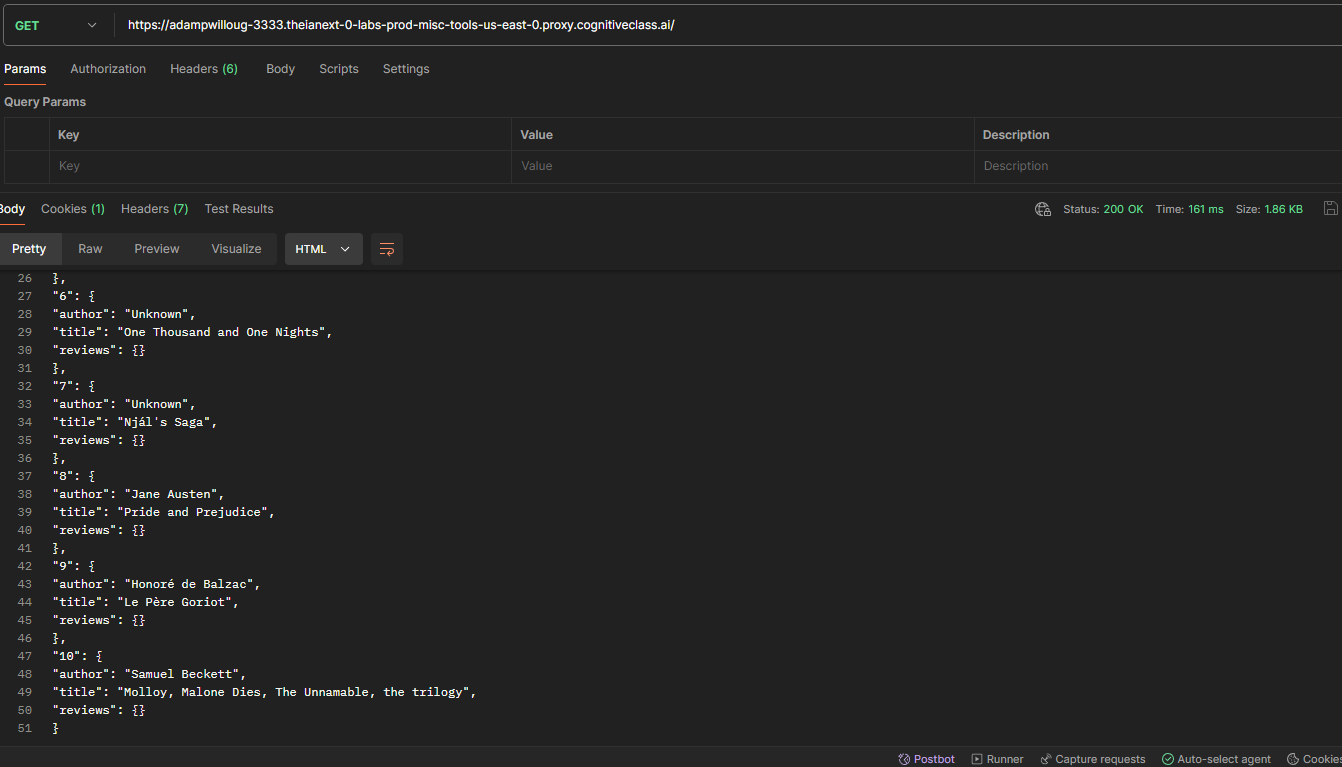 GET https://adampwilloug-3333.theianext-0-labs-prod-misc-tools-us-east-0.proxy.cognitiveclass.ai/
Params Authorization Headers (6) Body Scripts Settings
Query Params
Key Value Description
Key Value Description
Body Cookies (1) Headers (7) Test Results Status: 200 OK Time: 161 ms Size: 1.86 KB
Pretty Raw Preview Visualize HTML
26 },
27 "6": {
28 "author": "Unknown",
29 "title": "One Thousand and One Nights",
30 "reviews": {}
31 },
32 "7": {
33 "author": "Unknown",
34 "title": "Njál's Saga",
35 "reviews": {}
36 },
37 "8": {
38 "author": "Jane Austen",
39 "title": "Pride and Prejudice",
40 "reviews": {}
41 },
42 "9": {
43 "author": "Honoré de Balzac",
44 "title": "Le Père Goriot",
45 "reviews": {}
46 },
47 "10": {
48 "author": "Samuel Beckett",
49 "title": "Molloy, Malone Dies, The Unnamable, the trilogy",
50 "reviews": {}
51 }
Postbot Runner Capture requests Auto-select agent Cookies